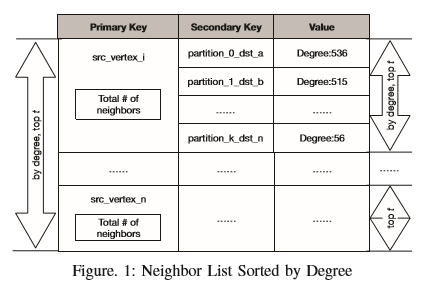 Primary Key Secondary Key Value
src_vertex_i
Total # of
neighbors
partition_0_dst_a Degree:536
partition_1_dst_b Degree:515
...... ......
partition_k_dst_n Degree:56
by degree, top t
by degree, top t
...... ...... ...... ......
src_vertex_n
Total # of
neighbors
...... ......
top t
Figure. 1: Neighbor List Sorted by Degree